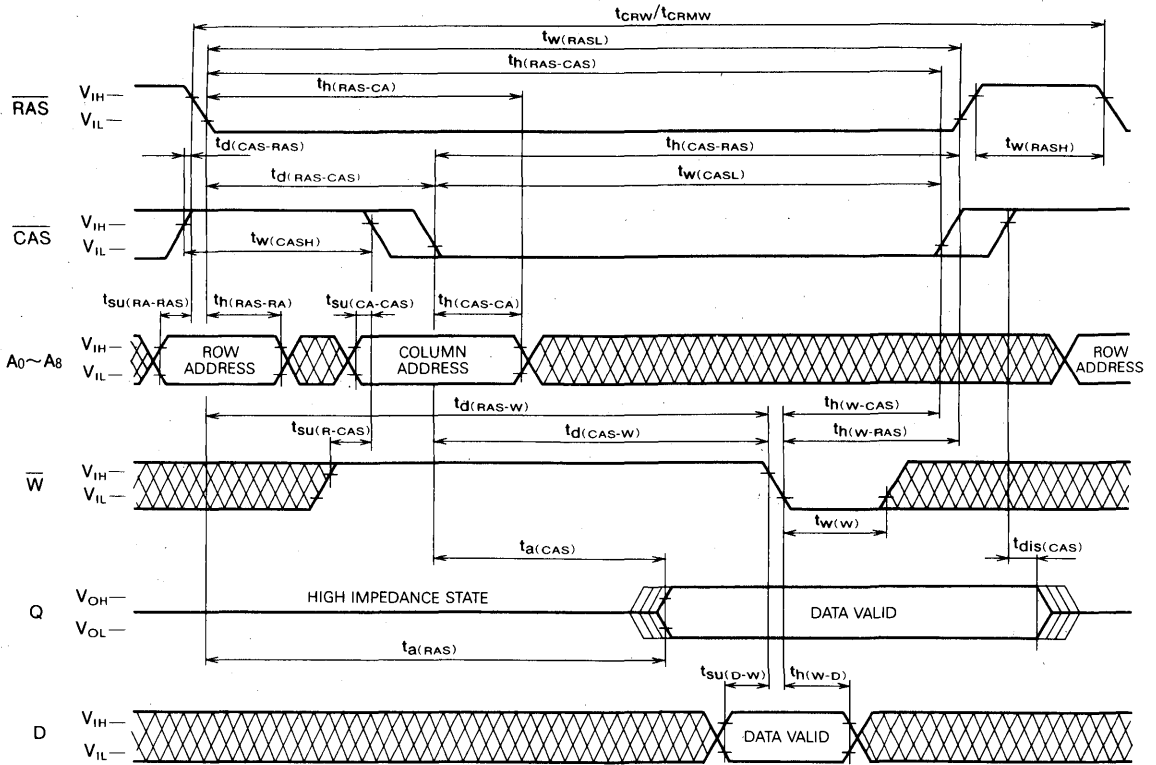 tCRW/tCRMW
tW(RASL)
th(RAS-CAS)
th(RAS-CA)
RAS
VIH
VIL
td(CAS-RAS)
th(CAS-RAS)
tW(RASH)
td(RAS-CAS)
tW(CASL)
CAS
VIH
VIL
tW(CASH)
tsu(RA-RAS)
th(RAS-RA)
tsu(CA-CAS)
th(CAS-CA)
A0~A8
VIH
VIL
ROW
ADDRESS
COLUMN
ADDRESS
ROW
ADDRESS
td(RAS-W)
th(W-CAS)
tsu(R-CAS)
td(CAS-W)
th(W-RAS)
W
VIH
VIL
tW(W)
ta(CAS)
tdis(CAS)
Q
VOH
VOL
HIGH IMPEDANCE STATE
DATA VALID
ta(RAS)
tsu(D-W)
th(W-D)
D
VIH
VIL
DATA VALID